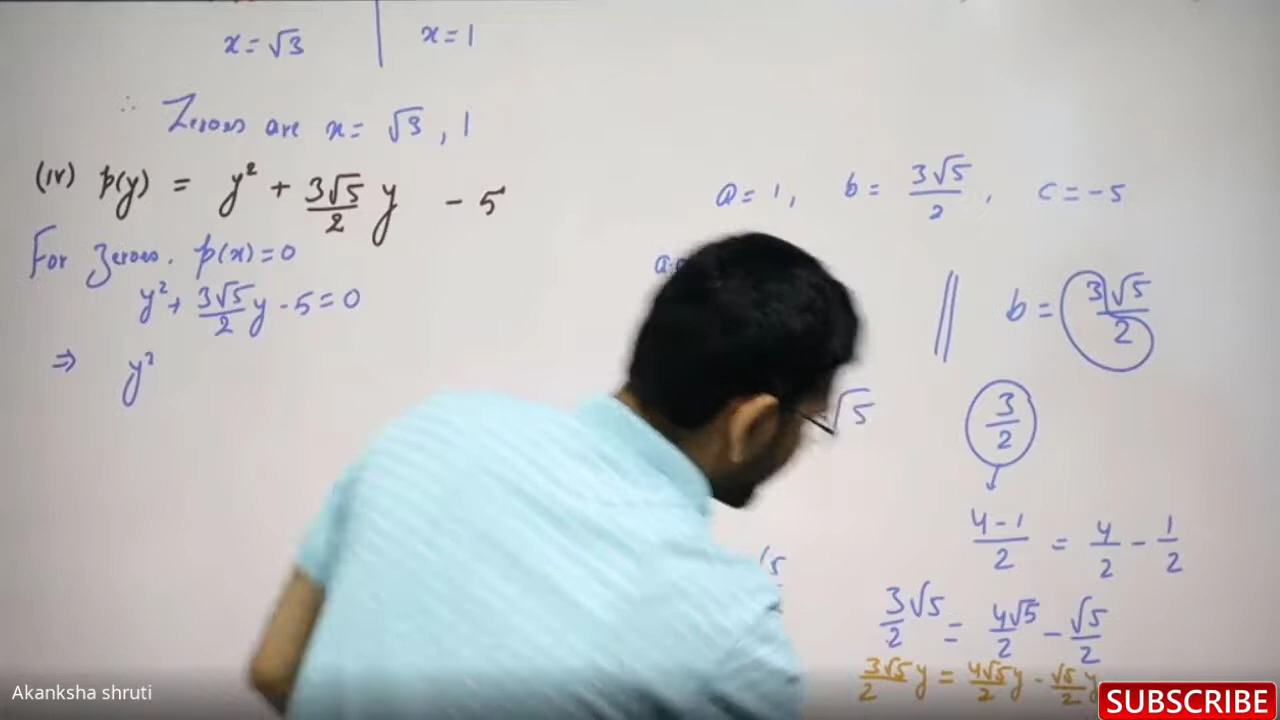 x = √3 | x = 1
∴ Zeroes are x = √3 , 1
(iv) p(y) = y² + 3√5/2 y - 5
For zeroes. p(x) = 0
y² + 3√5/2 y - 5 = 0
⇒ y²
a = 1, b = 3√5/2, c = -5
b = 3√5/2
√5
3/2
4-1/2 = 4/2 - 1/2
3/2 √5 = 4√5/2 - √5/2
3√5/2 y = 4√5/2 y - √5/2 y
Akanksha shruti
SUBSCRIBE